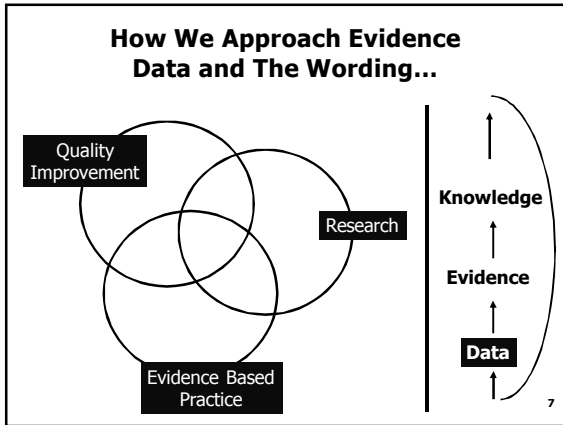 How We Approach Evidence
Data and The Wording...
Quality
Improvement
Research
Evidence Based
Practice
Knowledge
Evidence
Data
7